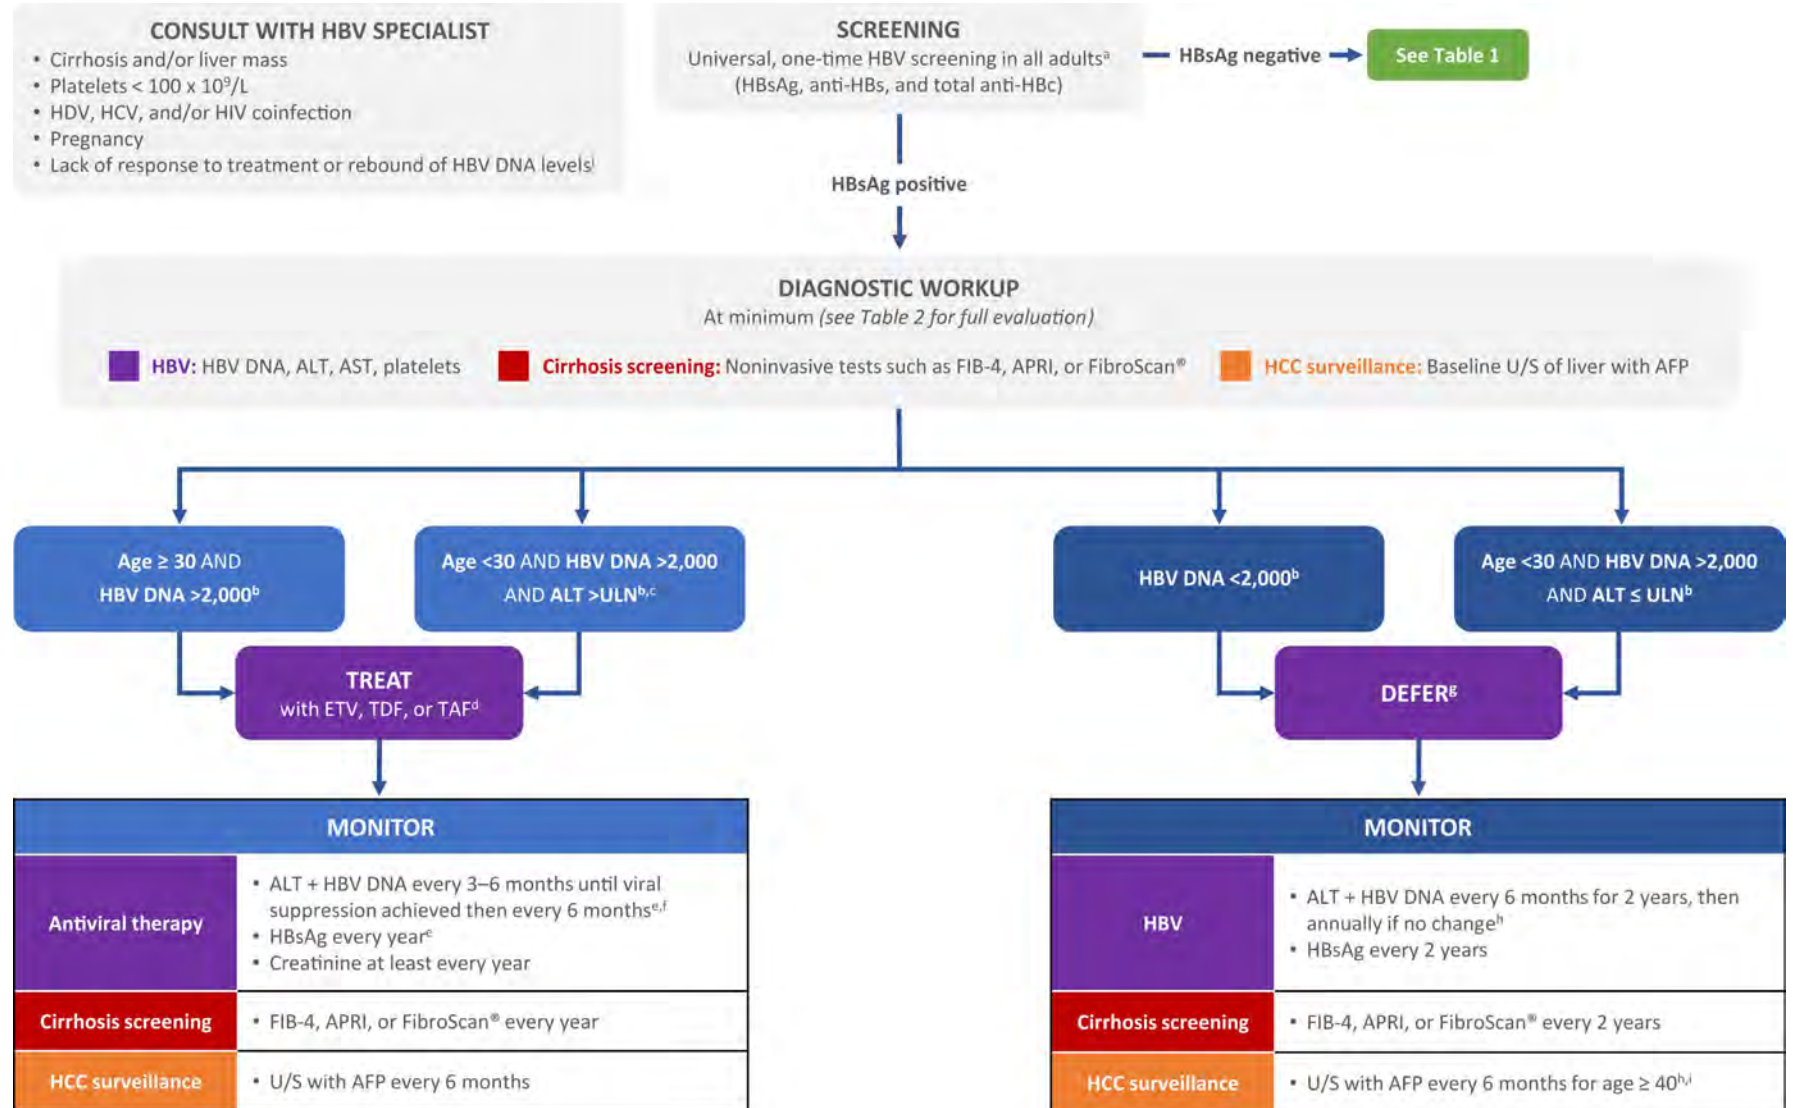 CONSULT WITH HBV SPECIALIST
• Cirrhosis and/or liver mass
• Platelets < 100 x 10⁹/L
• HDV, HCV, and/or HIV coinfection
• Pregnancy
• Lack of response to treatment or rebound of HBV DNA levelsʲ
SCREENING
Universal, one-time HBV screening in all adultsᵃ
(HBsAg, anti-HBs, and total anti-HBc)
HBsAg negative
See Table 1
HBsAg positive
DIAGNOSTIC WORKUP
At minimum (see Table 2 for full evaluation)
HBV: HBV DNA, ALT, AST, platelets
Cirrhosis screening: Noninvasive tests such as FIB-4, APRI, or FibroScan®
HCC surveillance: Baseline U/S of liver with AFP
Age ≥ 30 AND
HBV DNA >2,000ᵇ
Age <30 AND HBV DNA >2,000
AND ALT >ULNᵇ,ᶜ
HBV DNA <2,000ᵇ
Age <30 AND HBV DNA >2,000
AND ALT ≤ ULNᵇ
TREAT
with ETV, TDF, or TAFᵈ
DEFERᵍ
MONITOR
Antiviral therapy
• ALT + HBV DNA every 3–6 months until viral
suppression achieved then every 6 monthsᵉ,ᶠ
• HBsAg every yearᵉ
• Creatinine at least every year
Cirrhosis screening
• FIB-4, APRI, or FibroScan® every year
HCC surveillance
• U/S with AFP every 6 months
MONITOR
HBV
• ALT + HBV DNA every 6 months for 2 years, then
annually if no changeʰ
• HBsAg every 2 years
Cirrhosis screening
• FIB-4, APRI, or FibroScan® every 2 years
HCC surveillance
• U/S with AFP every 6 months for age ≥ 40ʰ,ⁱ